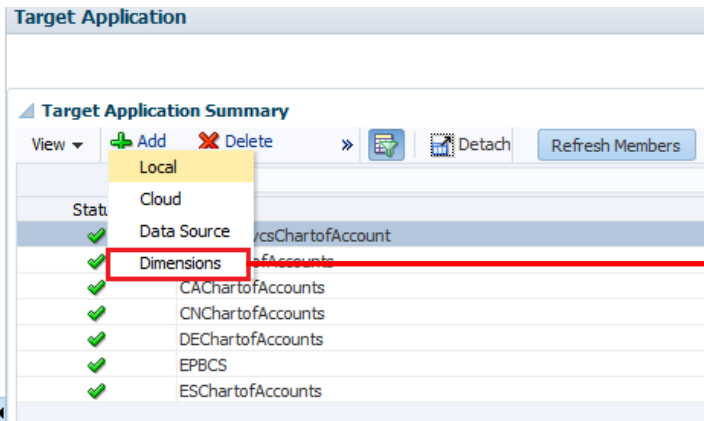 Target Application
Target Application Summary
View Add Delete » Detach Refresh Members
Local
Cloud
Data Source
Dimensions
Statu
vcsChartofAccount
ofAccounts
CAChartofAccounts
CNChartofAccounts
DEChartofAccounts
EPBCS
ESChartofAccounts